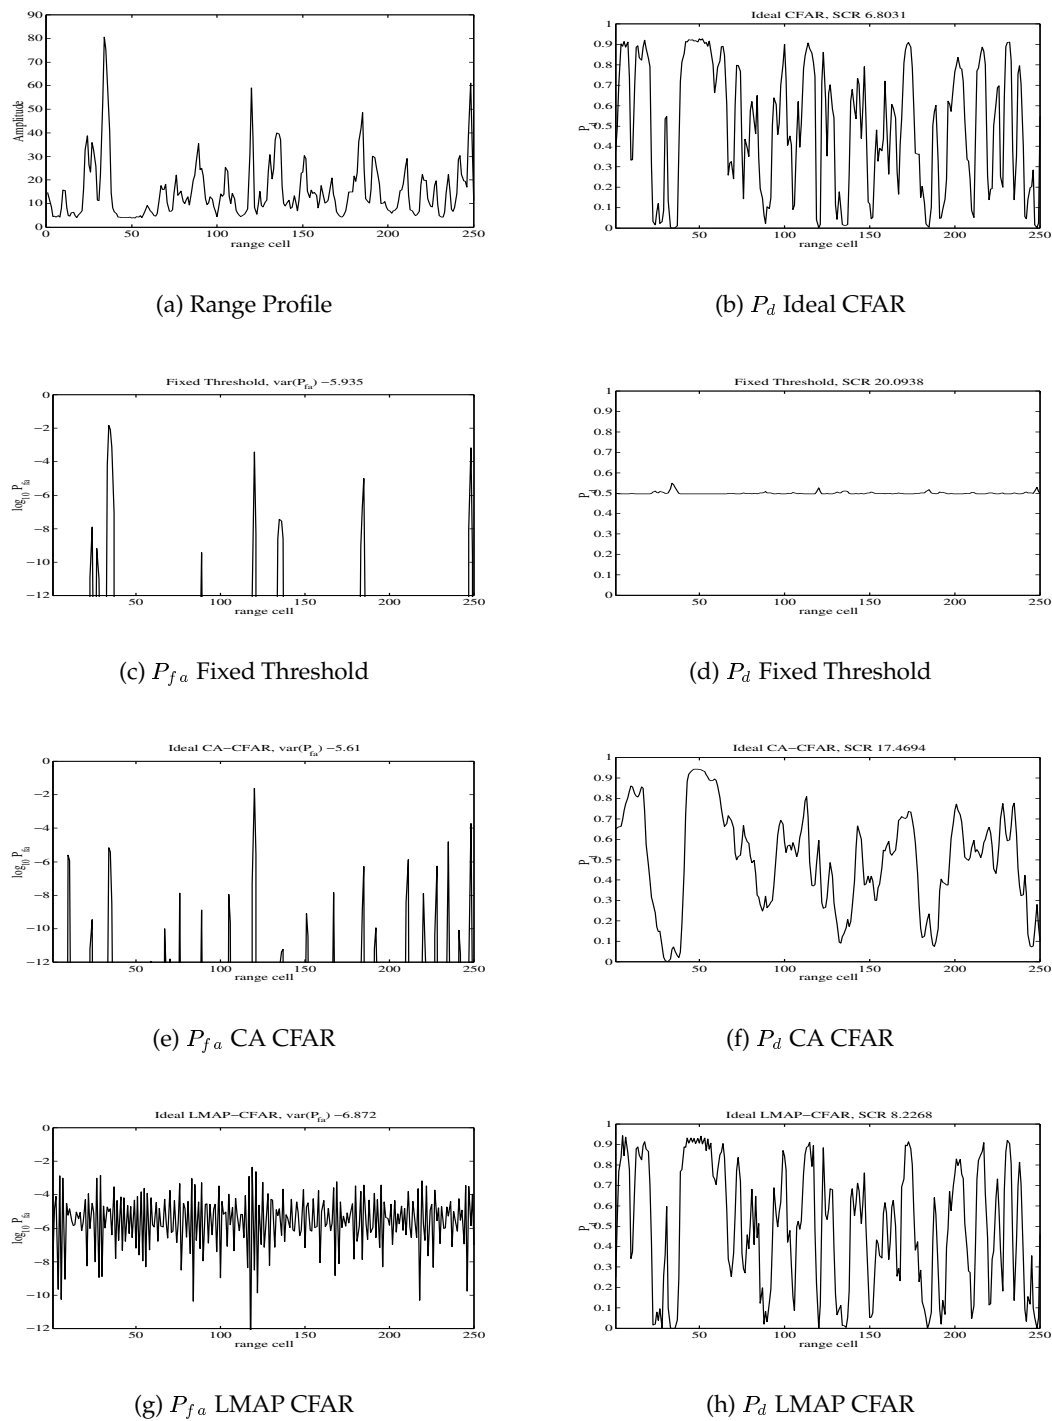 90
80
70
60
50
40
30
20
10
0
Amplitude
0 50 100 150 200 250
range cell
(a) Range Profile
Ideal CFAR, SCR 6.8031
1
0.9
0.8
0.7
0.6
0.5
0.4
0.3
0.2
0.1
0
P_d
50 100 150 200 250
range cell
(b) P_d Ideal CFAR
Fixed Threshold, var(P_fa) −5.935
0
−2
−4
−6
−8
−10
−12
log_10 P_fa
50 100 150 200 250
range cell
(c) P_fa Fixed Threshold
Fixed Threshold, SCR 20.0938
1
0.9
0.8
0.7
0.6
0.5
0.4
0.3
0.2
0.1
0
P_d
50 100 150 200 250
range cell
(d) P_d Fixed Threshold
Ideal CA−CFAR, var(P_fa) −5.61
0
−2
−4
−6
−8
−10
−12
log_10 P_fa
50 100 150 200 250
range cell
(e) P_fa CA CFAR
Ideal CA−CFAR, SCR 17.4694
1
0.9
0.8
0.7
0.6
0.5
0.4
0.3
0.2
0.1
0
P_d
50 100 150 200 250
range cell
(f) P_d CA CFAR
Ideal LMAP−CFAR, var(P_fa) −6.872
0
−2
−4
−6
−8
−10
−12
log_10 P_fa
50 100 150 200 250
range cell
(g) P_fa LMAP CFAR
Ideal LMAP−CFAR, SCR 8.2268
1
0.9
0.8
0.7
0.6
0.5
0.4
0.3
0.2
0.1
0
P_d
50 100 150 200 250
range cell
(h) P_d LMAP CFAR